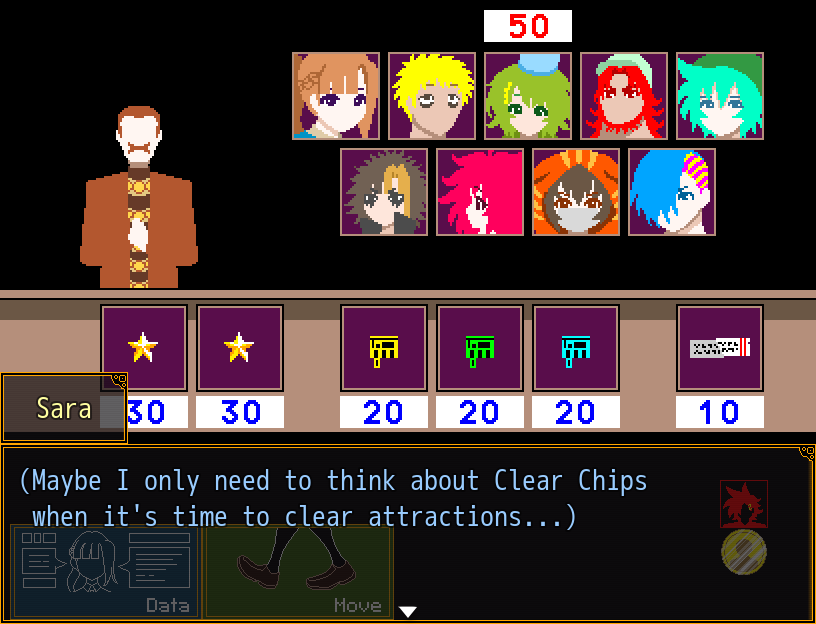 50
30 30 20 20 20 10
Sara
(Maybe I only need to think about Clear Chips
when it's time to clear attractions...)
Data Move